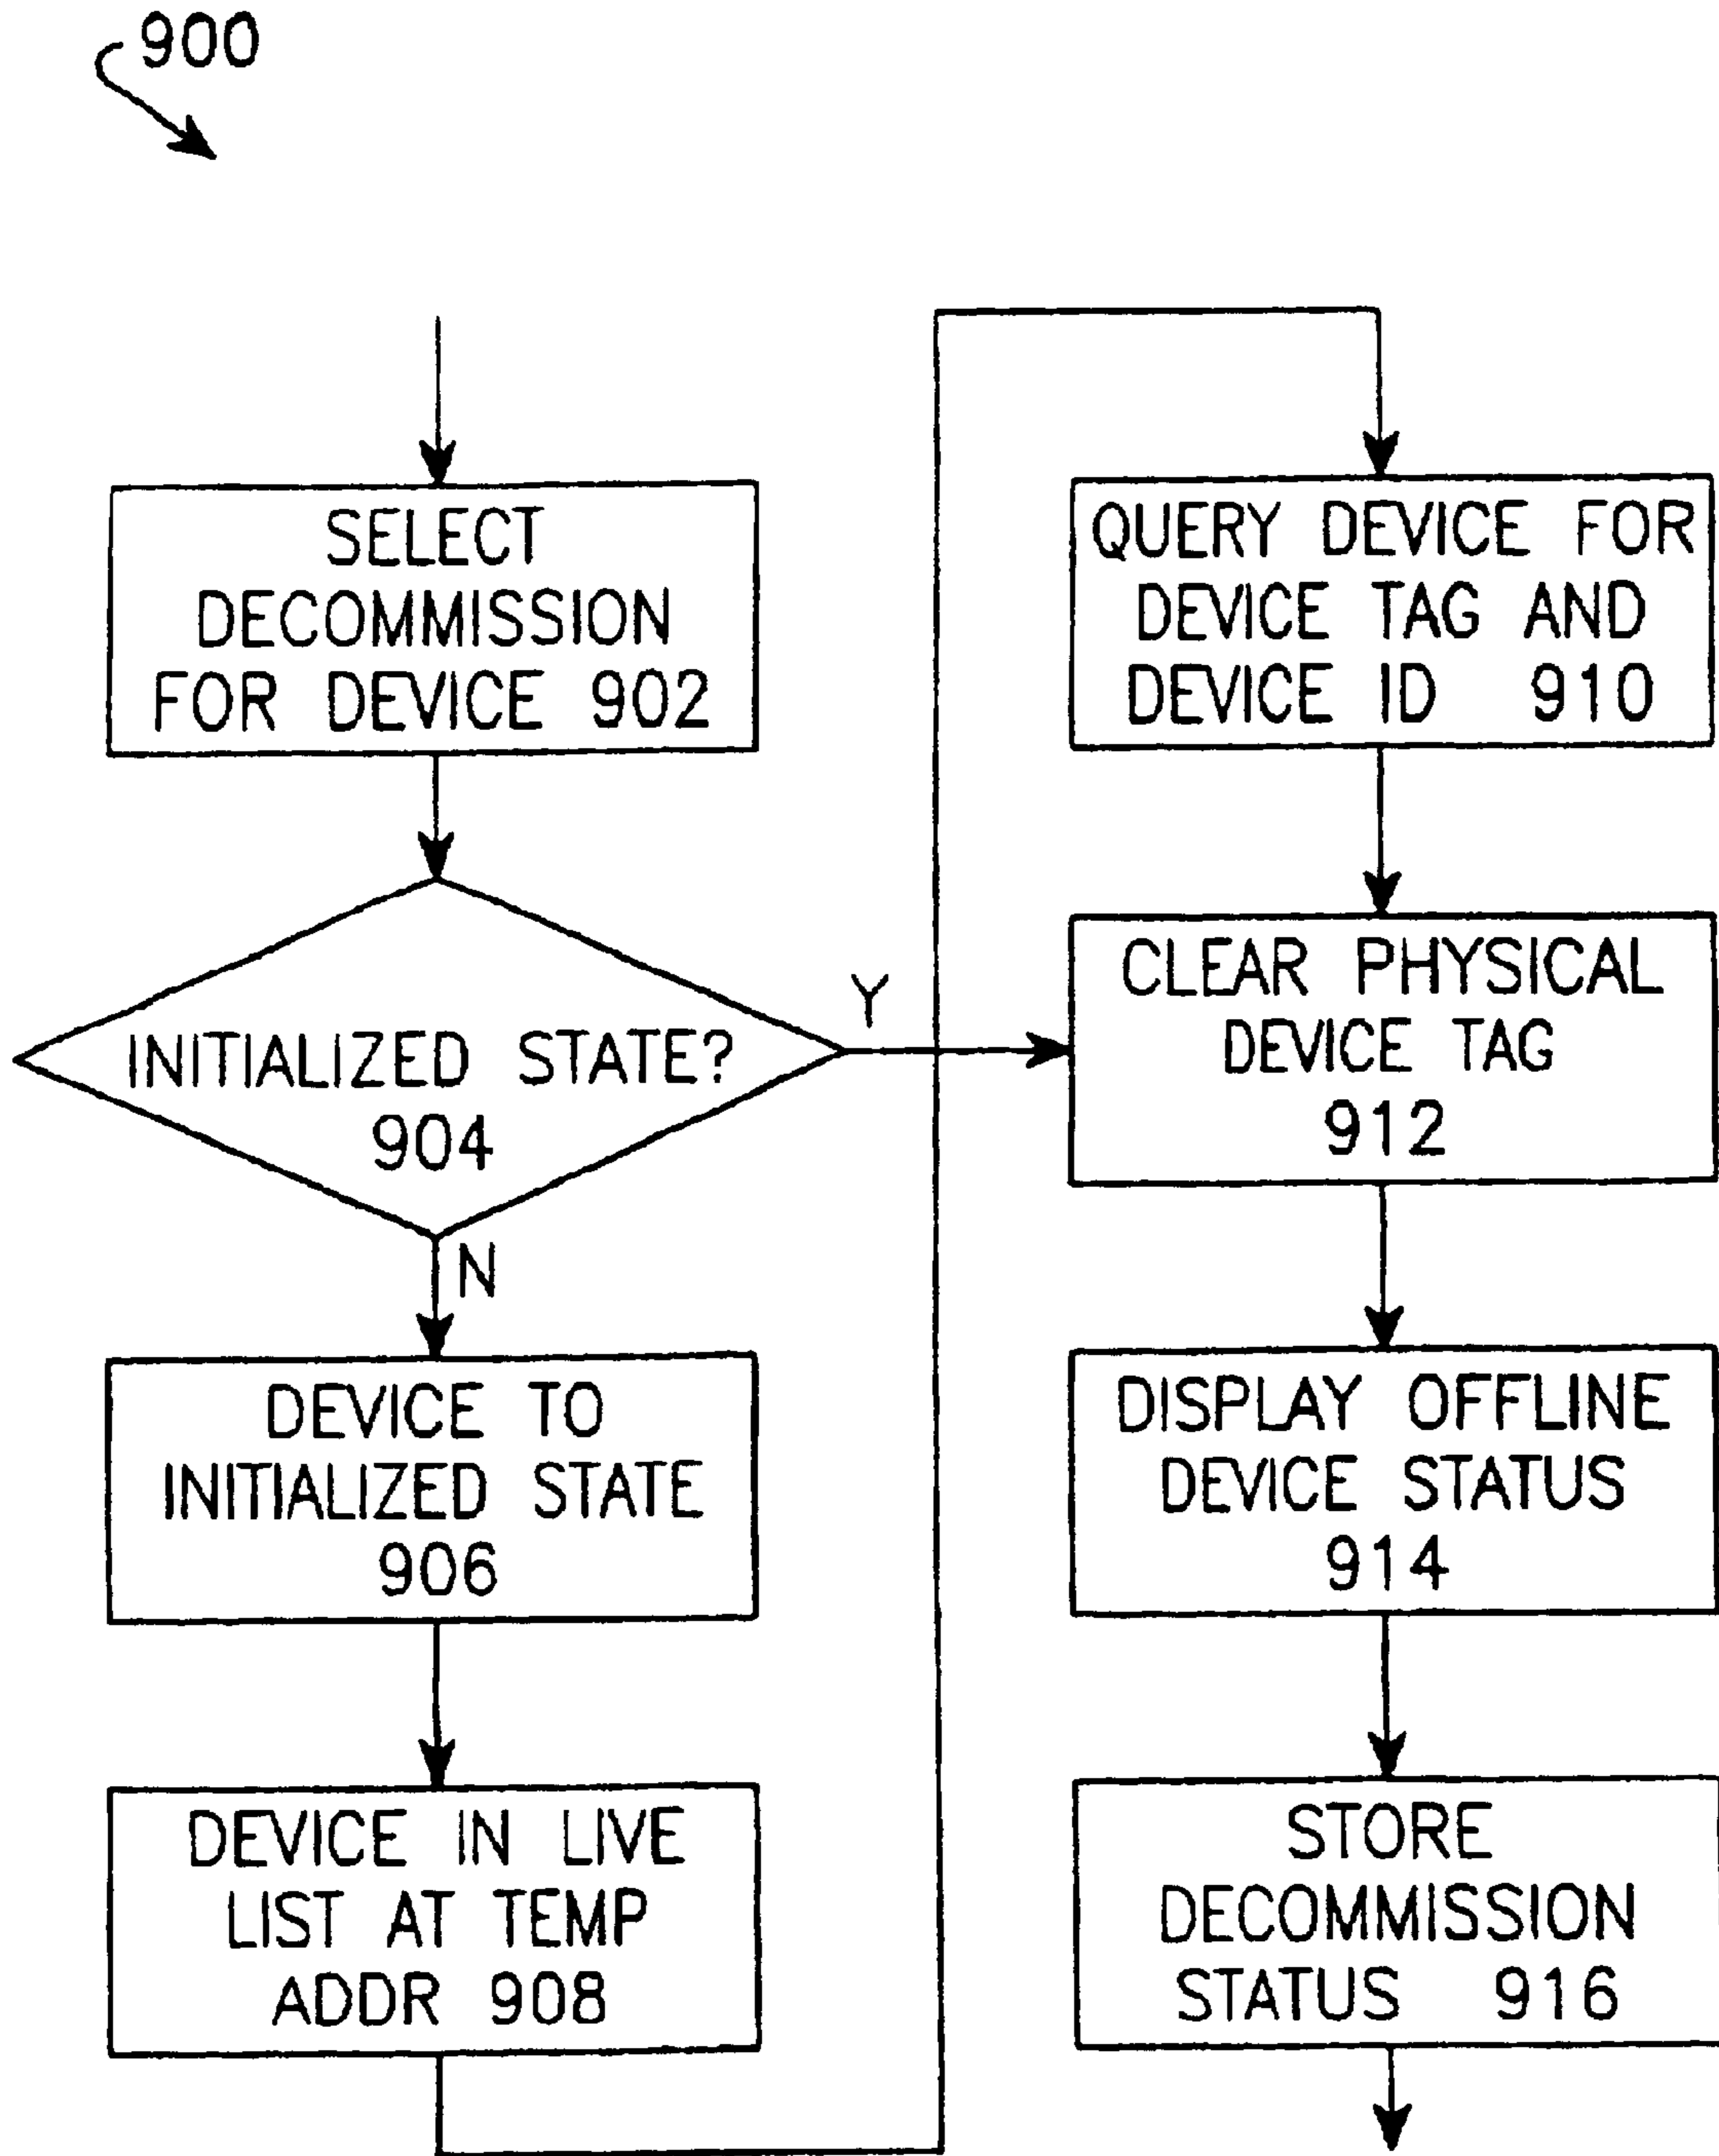 900
SELECT
DECOMMISSION
FOR DEVICE 902
INITIALIZED STATE?
904
Y
N
DEVICE TO
INITIALIZED STATE
906
DEVICE IN LIVE
LIST AT TEMP
ADDR 908
QUERY DEVICE FOR
DEVICE TAG AND
DEVICE ID 910
CLEAR PHYSICAL
DEVICE TAG
912
DISPLAY OFFLINE
DEVICE STATUS
914
STORE
DECOMMISSION
STATUS 916